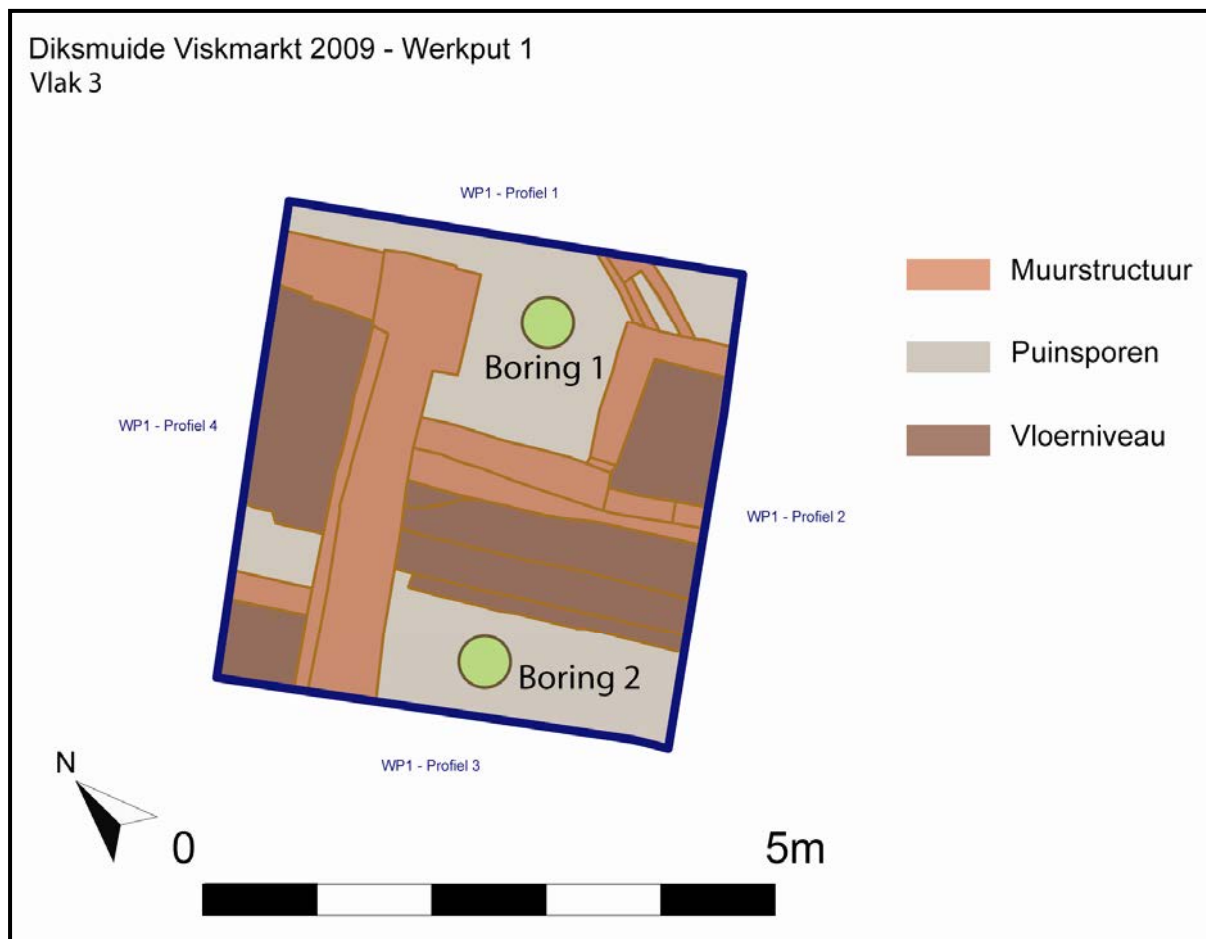 Diksmuide Viskmarkt 2009 - Werkput 1
Vlak 3
WP1 - Profiel 1
Muurstructuur
Boring 1
Puinsporen
WP1 - Profiel 4
Vloerniveau
WP1 - Profiel 2
Boring 2
WP1 - Profiel 3
N
0 5m